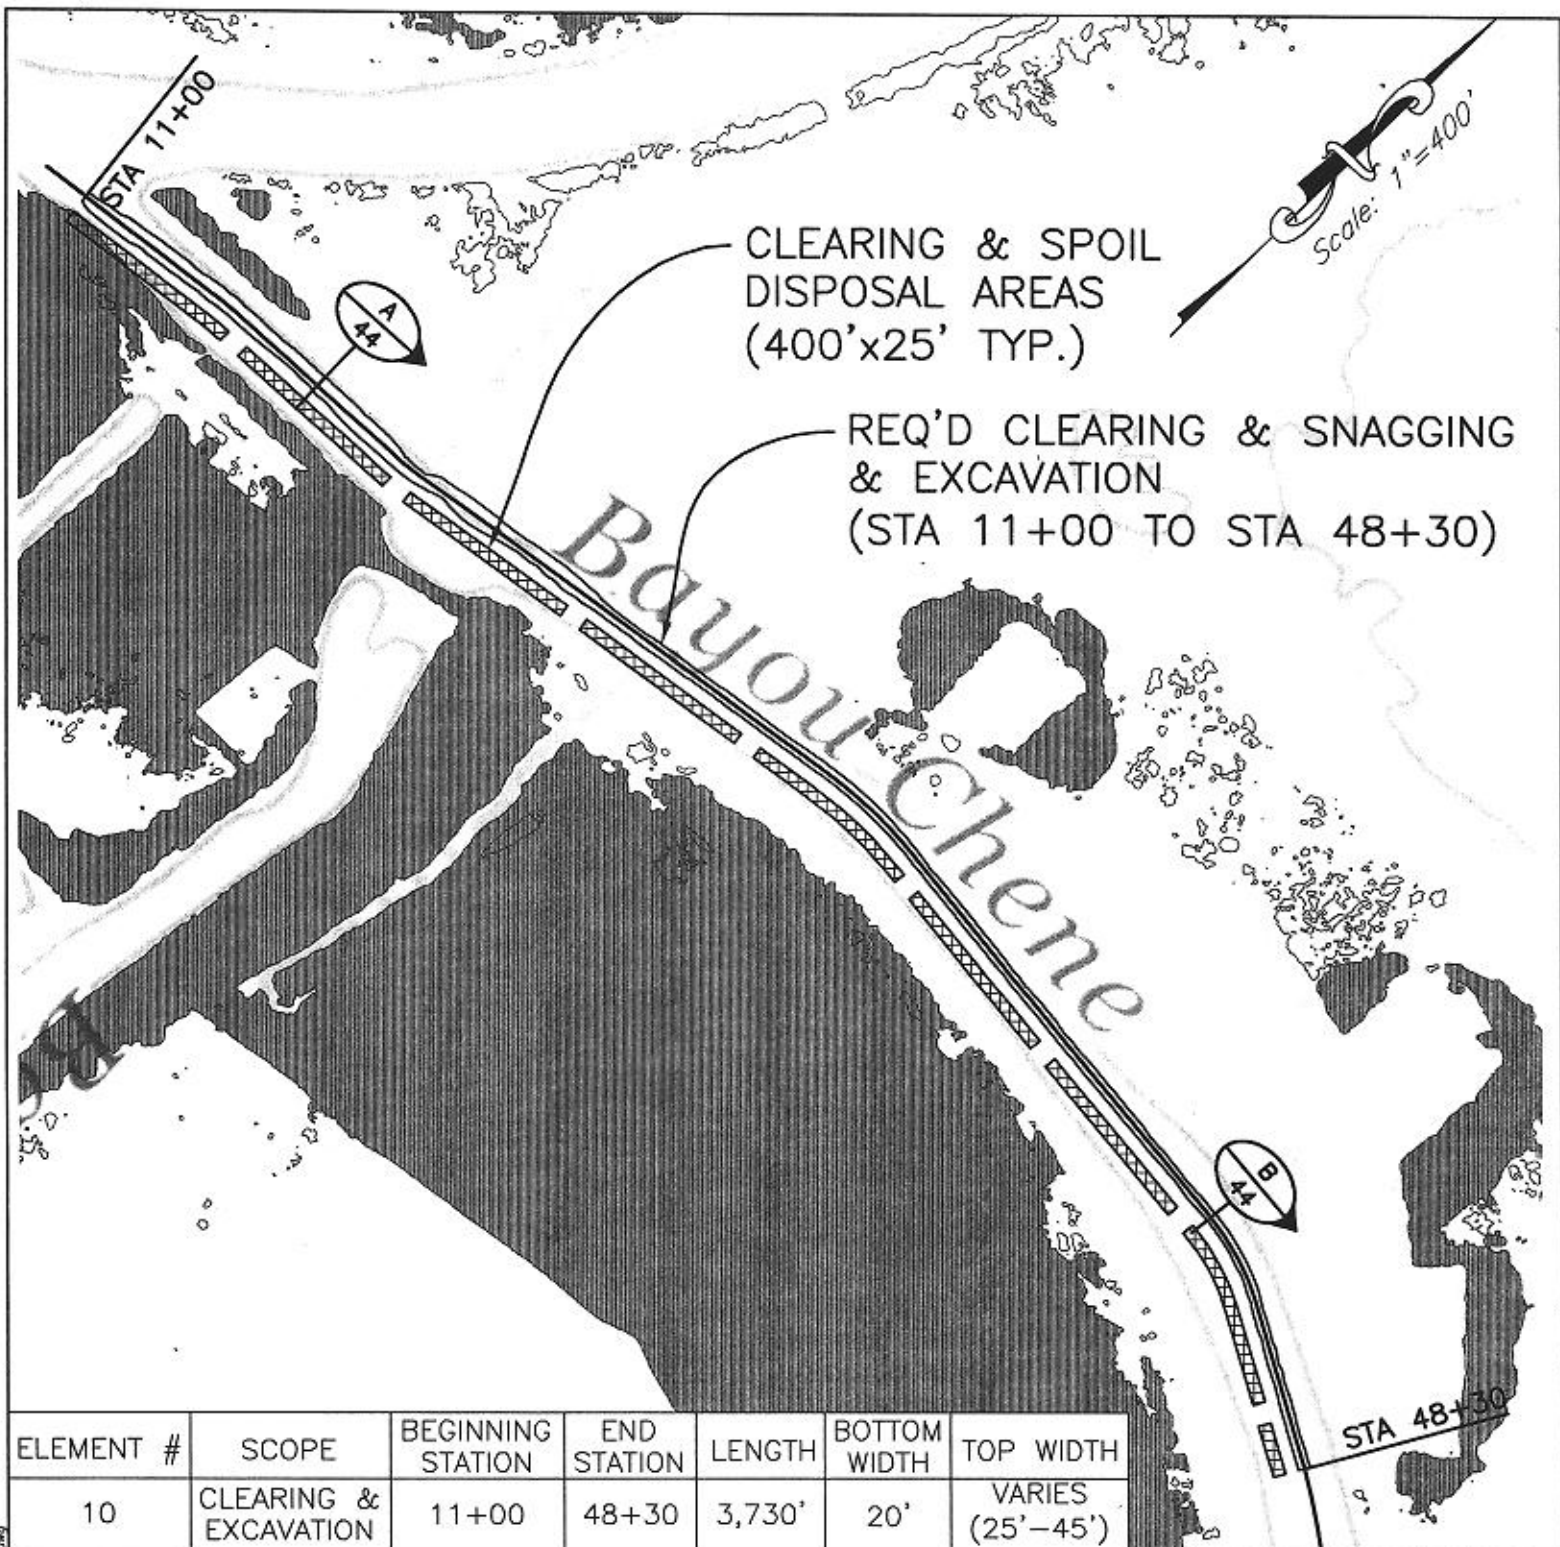 STA 11+00
Scale: 1"=400'
CLEARING & SPOIL
DISPOSAL AREAS
(400'x25' TYP.)
A
44
REQ'D CLEARING & SNAGGING
& EXCAVATION
(STA 11+00 TO STA 48+30)
Bayou Chene
B
44
STA 48+30
ELEMENT #
SCOPE
BEGINNING
STATION
END
STATION
LENGTH
BOTTOM
WIDTH
TOP WIDTH
10
CLEARING &
EXCAVATION
11+00
48+30
3,730'
20'
VARIES
(25'-45')